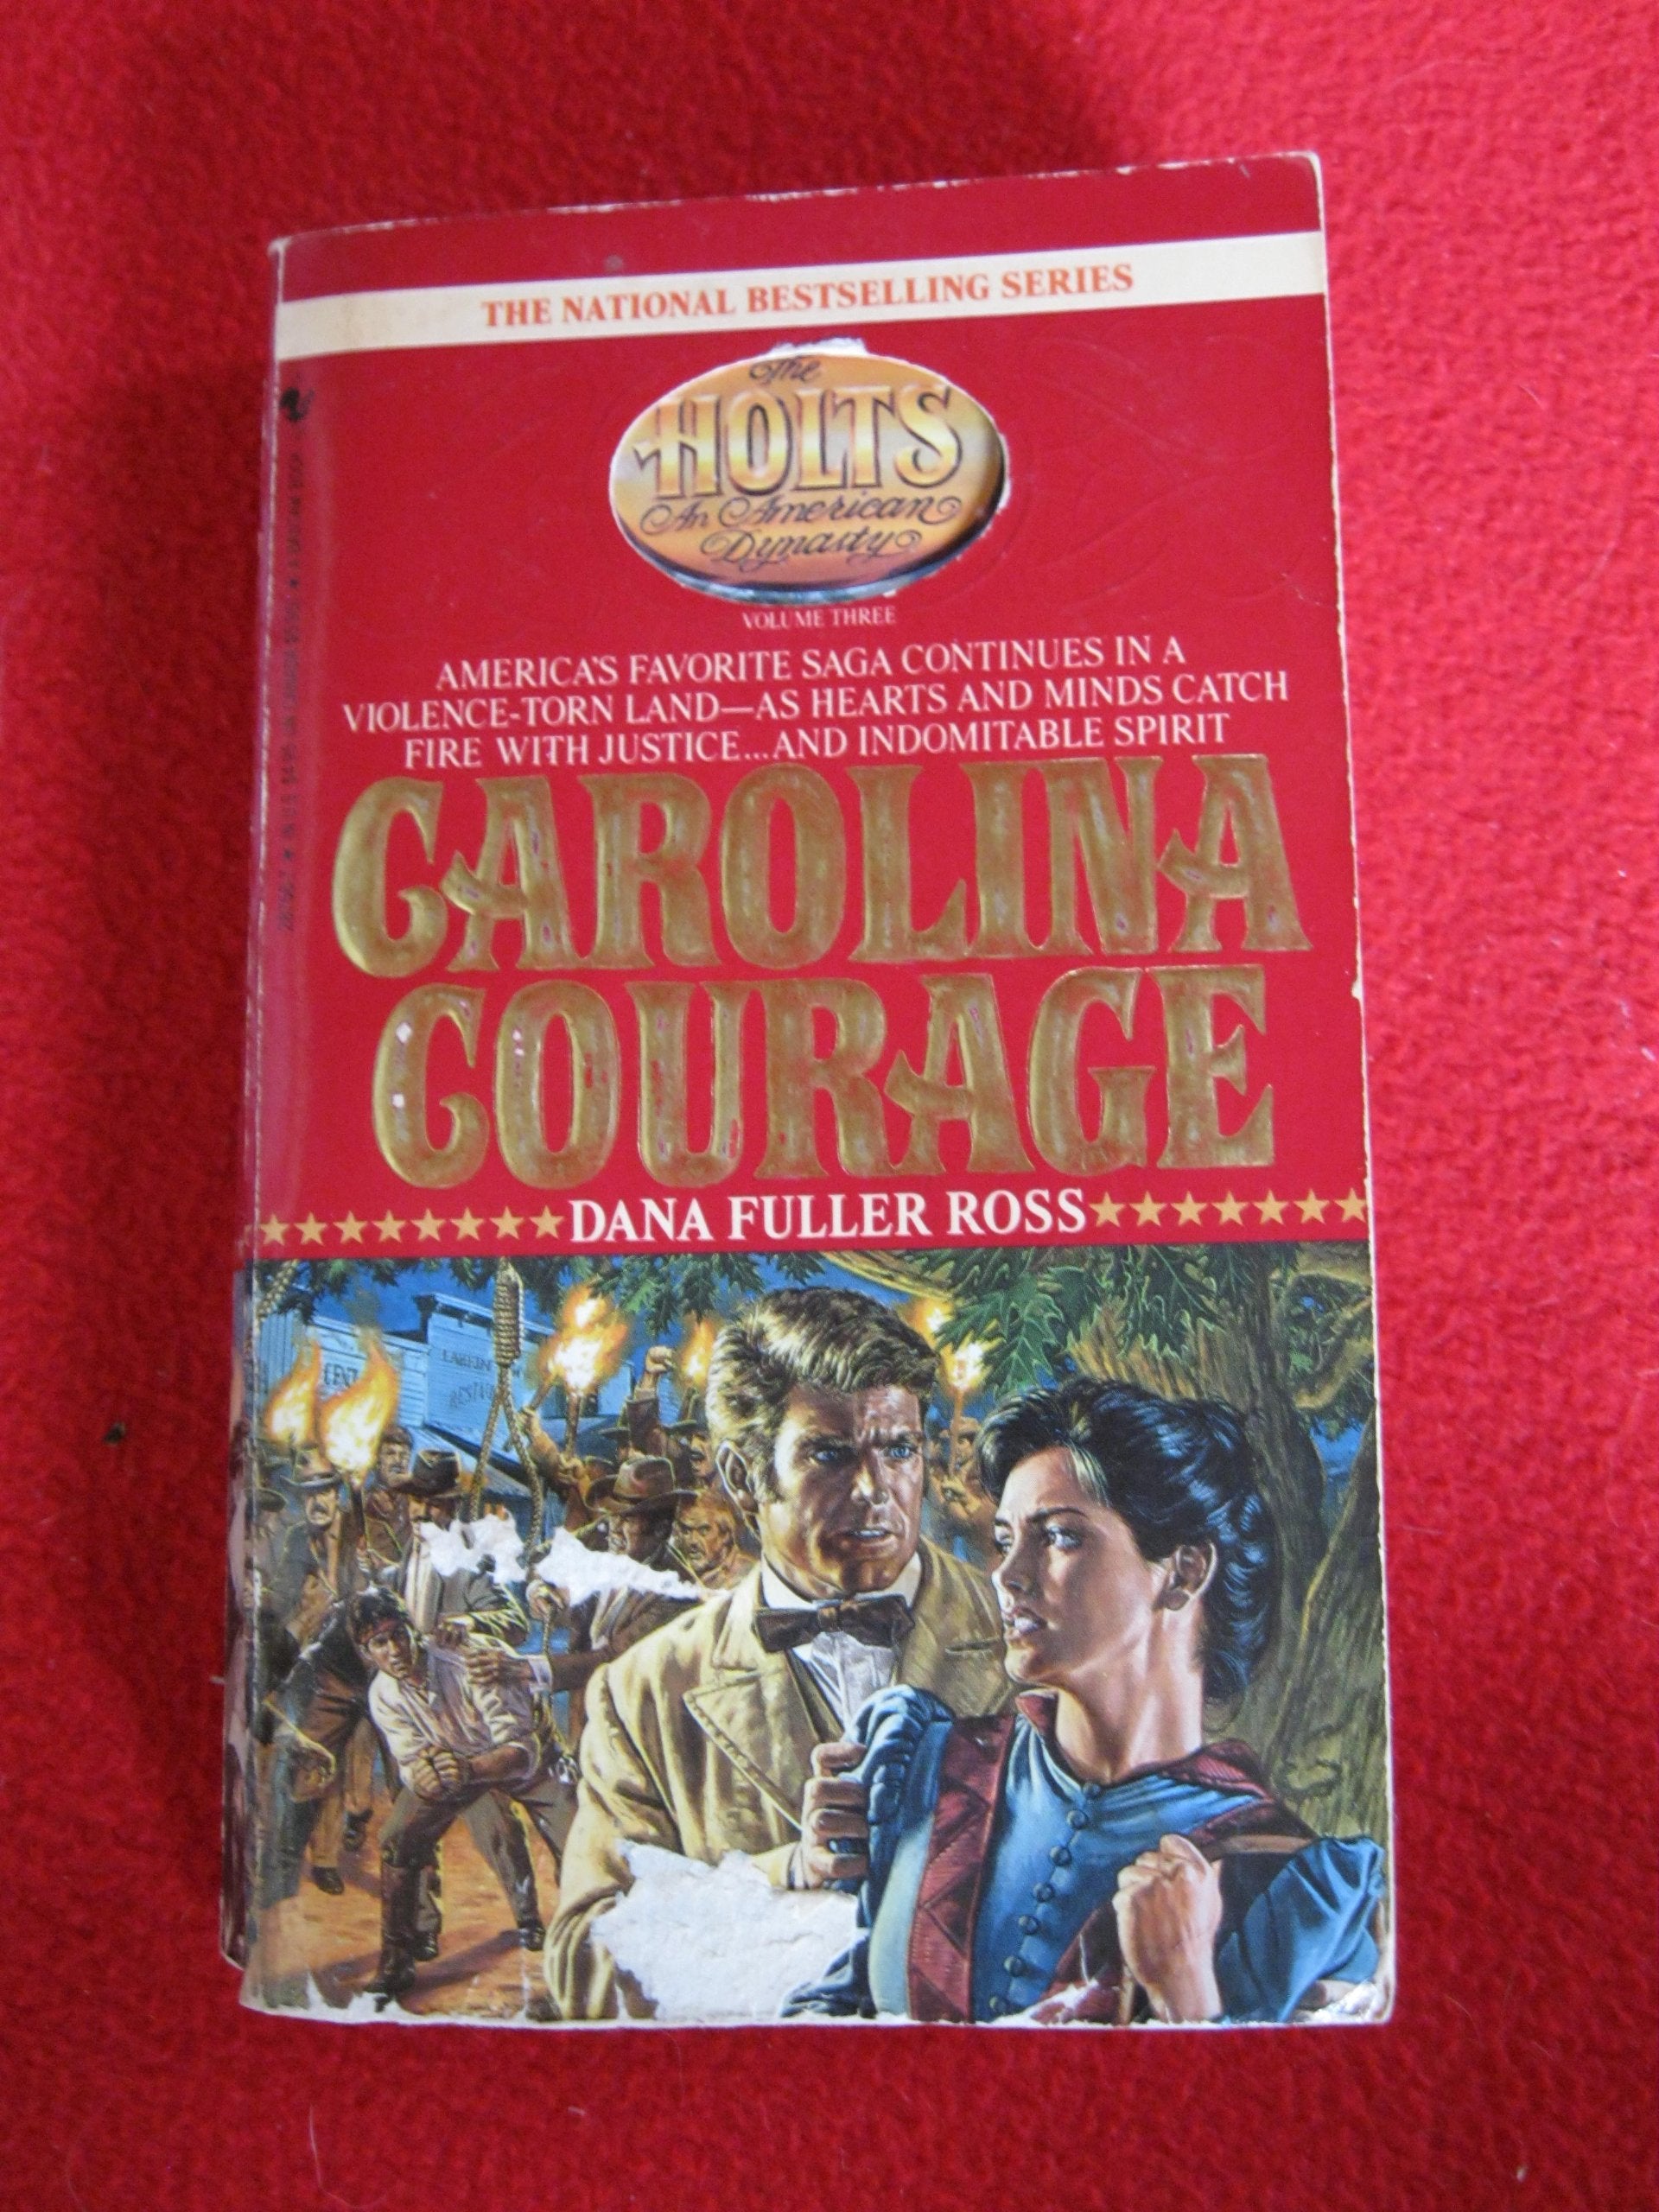 THE NATIONAL BESTSELLING SERIES
The
HOLTS
An American
Dynasty
VOLUME THREE
AMERICA'S FAVORITE SAGA CONTINUES IN A
VIOLENCE-TORN LAND—AS HEARTS AND MINDS CATCH
FIRE WITH JUSTICE...AND INDOMITABLE SPIRIT
CAROLINA
COURAGE
DANA FULLER ROSS